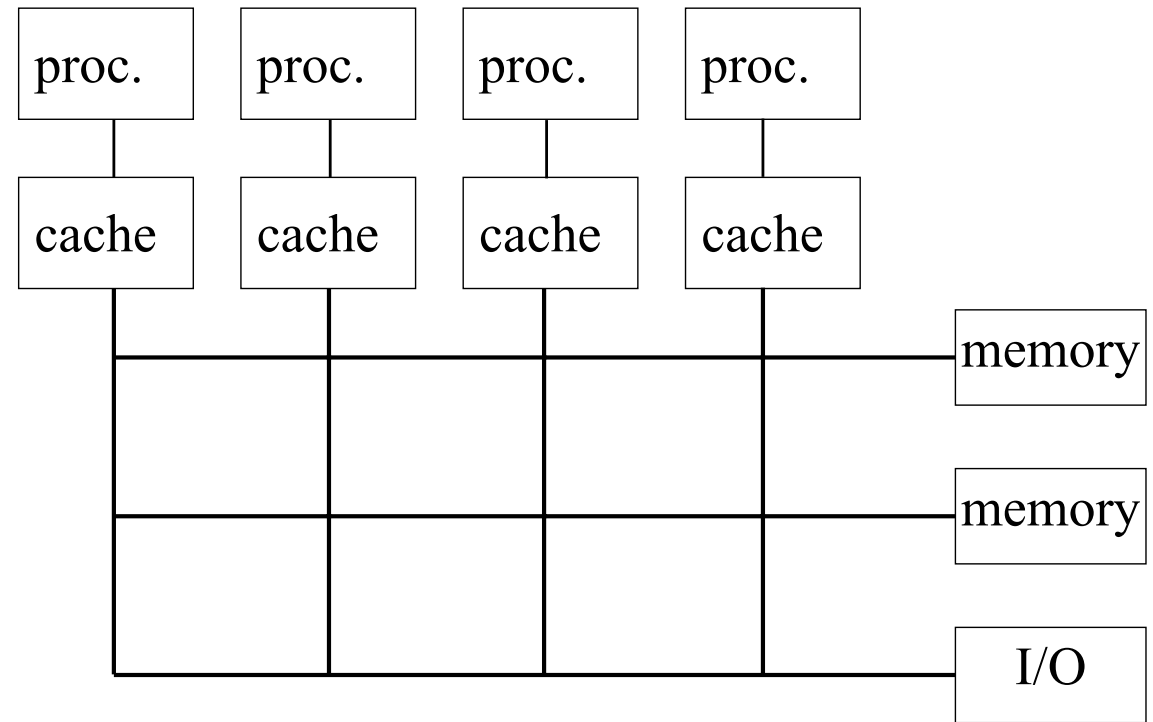 proc. proc. proc. proc.
cache cache cache cache
memory
memory
I/O